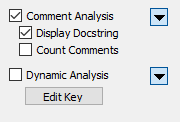 Comment Analysis
Display Docstring
Count Comments
Dynamic Analysis
Edit Key